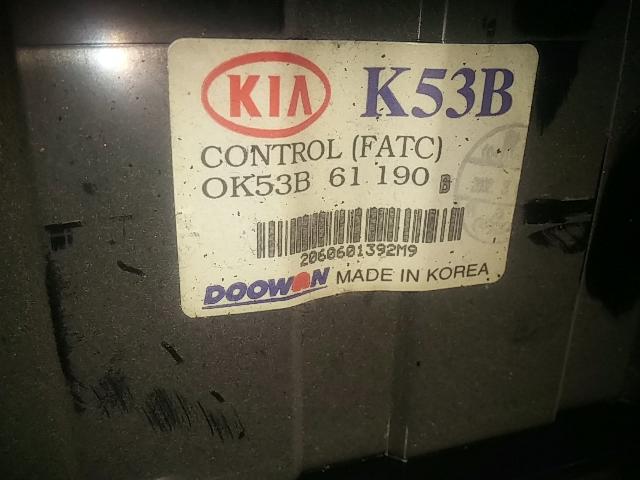 KIA K53B
CONTROL (FATC)
OK53B 61 190 B
2060601392M9
DOOWON MADE IN KOREA